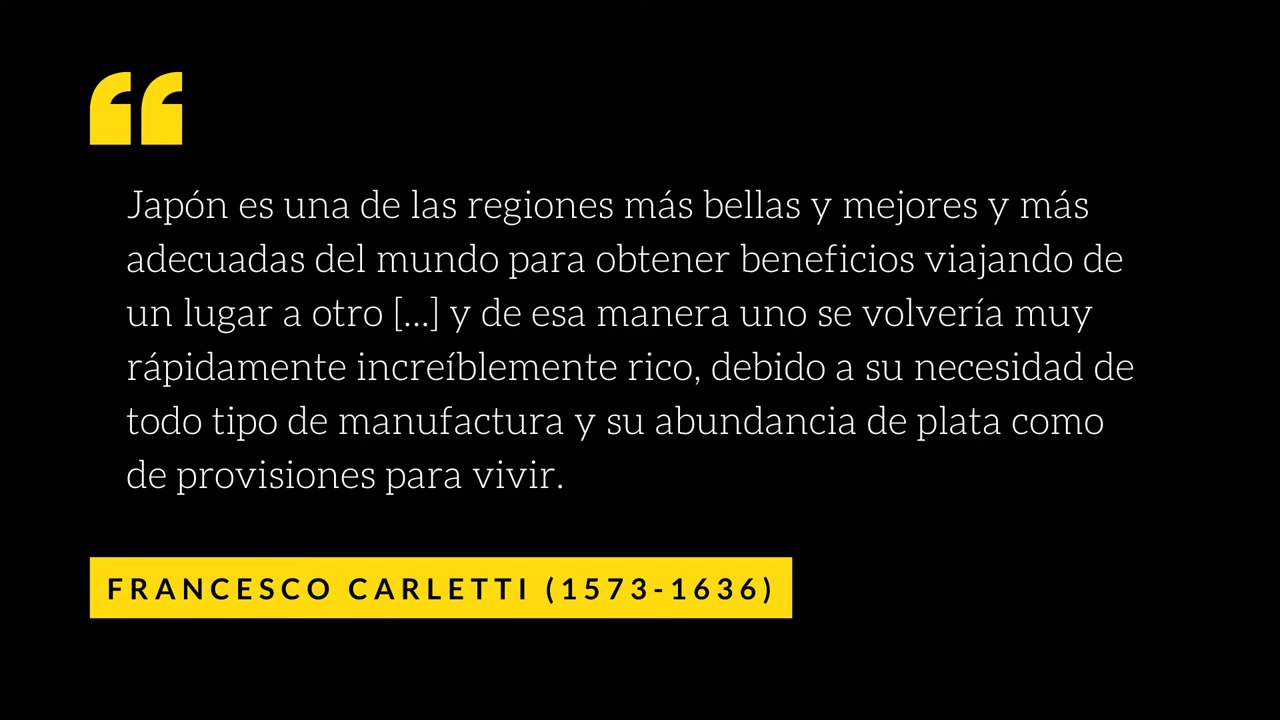 “
Japón es una de las regiones más bellas y mejores y más
adecuadas del mundo para obtener beneficios viajando de
un lugar a otro [...] y de esa manera uno se volvería muy
rápidamente increíblemente rico, debido a su necesidad de
todo tipo de manufactura y su abundancia de plata como
de provisiones para vivir.
FRANCESCO CARLETTI (1573-1636)